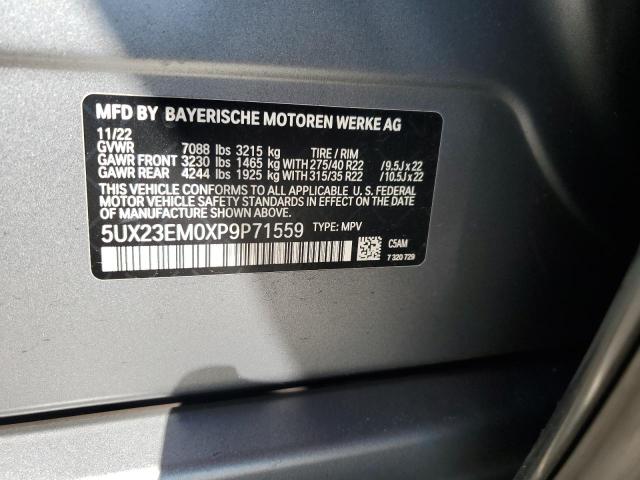 MFD BY BAYERISCHE MOTOREN WERKE AG
11/22
GVWR 7088 lbs 3215 kg TIRE / RIM
GAWR FRONT 3230 lbs 1465 kg WITH 275/40 R22 /9.5J x 22
GAWR REAR 4244 lbs 1925 kg WITH 315/35 R22 /10.5J x 22
THIS VEHICLE CONFORMS TO ALL APPLICABLE U. S. FEDERAL
MOTOR VEHICLE SAFETY STANDARDS IN EFFECT ON THE
DATE OF MANUFACTURE SHOWN ABOVE.
5UX23EM0XP9P71559 TYPE: MPV
C5AM
7 320 729